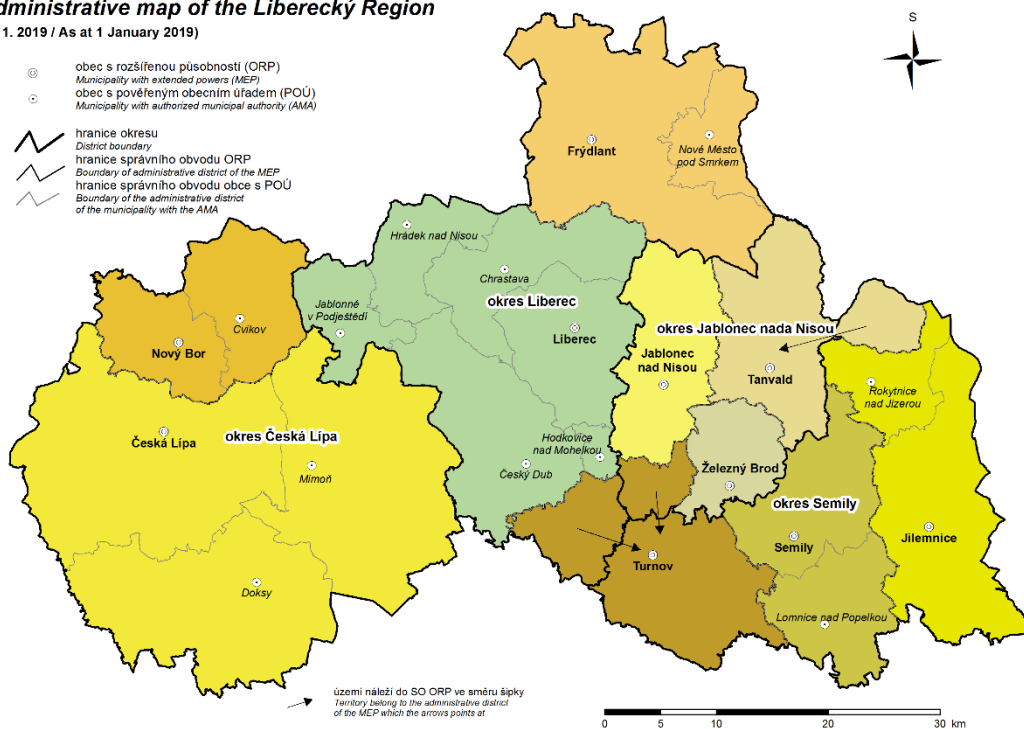 dministrative map of the Liberecký Region
1. 2019 / As at 1 January 2019)
S
obec s rozšířenou působností (ORP)
Municipality with extended powers (MEP)
obec s pověřeným obecním úřadem (POÚ)
Municipality with authorized municipal authority (AMA)
hranice okresu
District boundary
hranice správního obvodu ORP
Boundary of administrative district of the MEP
hranice správního obvodu obce s POÚ
Boundary of the administrative district
of the municipality with the AMA
Frýdlant
Nové Město
pod Smrkem
Hrádek nad Nisou
Chrastava
okres Liberec
Jablonné
v Podještědí
Cvikov
Liberec
okres Jablonec nada Nisou
Nový Bor
Jablonec
nad Nisou
Tanvald
Rokytnice
nad Jizerou
Česká Lípa
okres Česká Lípa
Mimoň
Hodkovice
nad Mohelkou
Český Dub
Železný Brod
okres Semily
Semily
Jilemnice
Turnov
Doksy
Lomnice nad Popelkou
území náleží do SO ORP ve směru šipky
Territory belong to the administrative district
of the MEP which the arrows points at
0 5 10 20 30 km